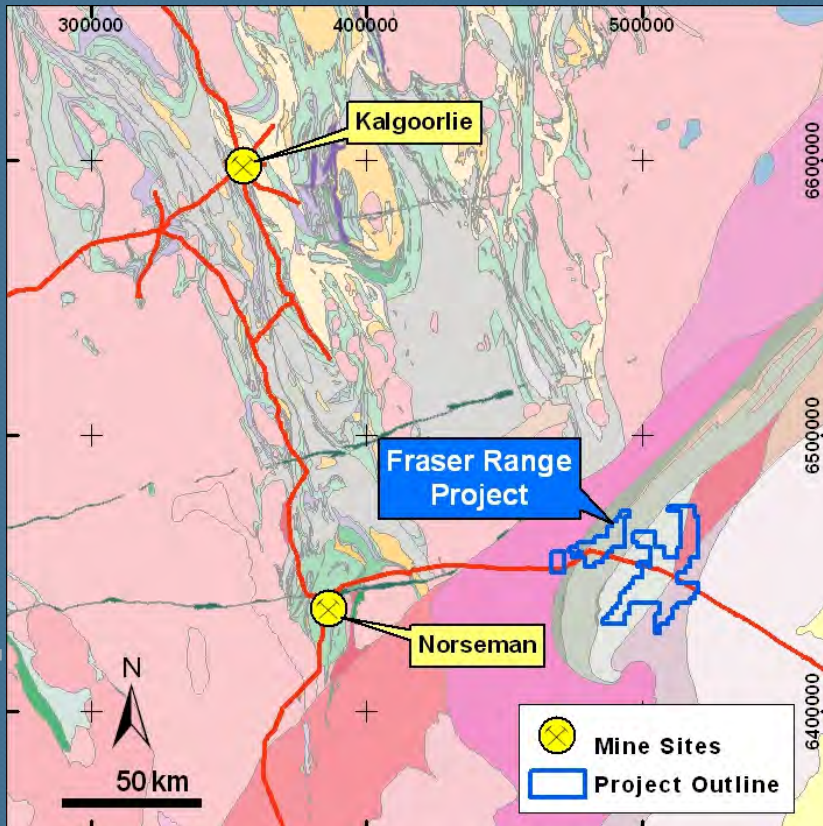 300000
400000
500000
Kalgoorlie
6600000
6500000
Fraser Range
Project
Norseman
6400000
N
50 km
Mine Sites
Project Outline